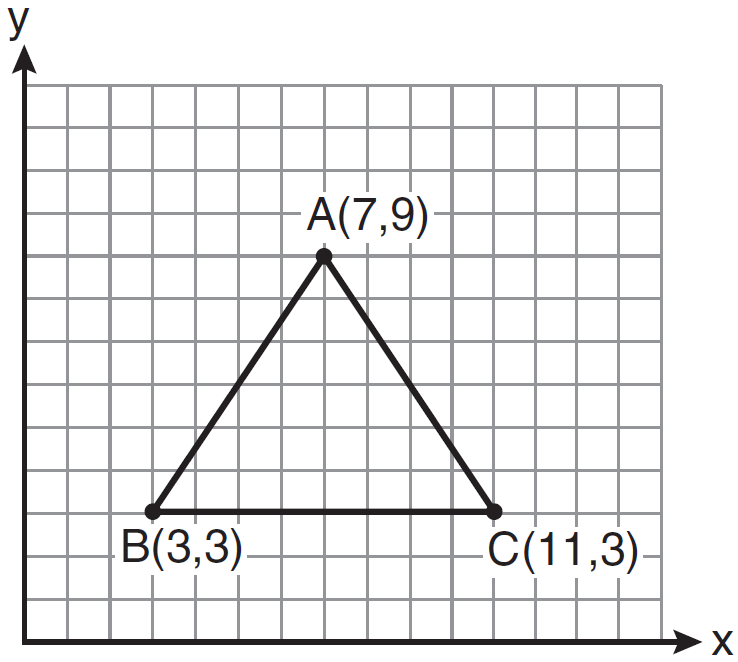 y
A(7,9)
B(3,3)
C(11,3)
x